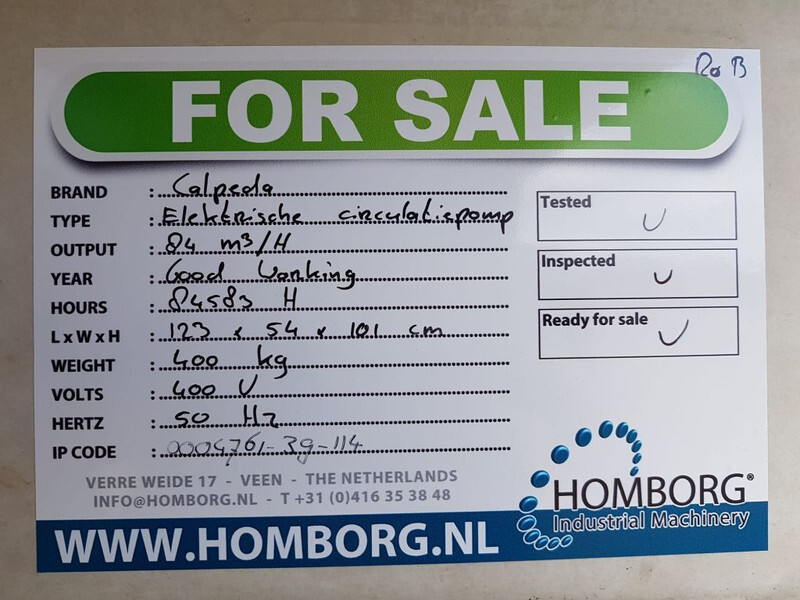 Ro B
FOR SALE
BRAND : Calpeda
TYPE : Elektrische circulatiepomp
OUTPUT : 84 m³/H
YEAR : Good Working
HOURS : 84583 H
L x W x H : 123 x 54 x 101 cm
WEIGHT : 400 kg
VOLTS : 400 V
HERTZ : 50 Hz
IP CODE : 0004761-39-114
Tested
Inspected
Ready for sale
VERRE WEIDE 17 - VEEN - THE NETHERLANDS
INFO@HOMBORG.NL - T +31 (0)416 35 38 48
HOMBORG®
Industrial Machinery
WWW.HOMBORG.NL